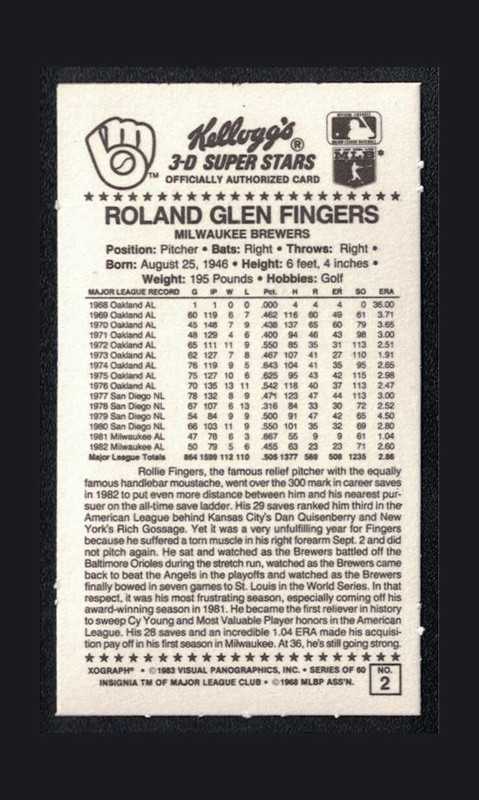 Kellogg's®
3-D SUPER STARS
OFFICIALLY AUTHORIZED CARD
TM
MLB
ROLAND GLEN FINGERS
MILWAUKEE BREWERS
Position: Pitcher • Bats: Right • Throws: Right •
Born: August 25, 1946 • Height: 6 feet, 4 inches •
Weight: 195 Pounds • Hobbies: Golf
MAJOR LEAGUE RECORD G IP W L Pct. H R ER SO ERA
1968 Oakland AL 1 1 0 0 .000 4 4 4 0 36.00
1969 Oakland AL 60 119 6 7 .462 116 60 49 61 3.71
1970 Oakland AL 45 148 7 9 .438 137 65 60 79 3.65
1971 Oakland AL 48 129 4 6 .400 94 46 43 98 3.00
1972 Oakland AL 65 111 11 9 .550 85 35 31 113 2.51
1973 Oakland AL 62 127 7 8 .467 107 41 27 110 1.91
1974 Oakland AL 76 119 9 5 .643 104 41 35 95 2.65
1975 Oakland AL 75 127 10 6 .625 95 43 42 115 2.98
1976 Oakland AL 70 135 13 11 .542 118 40 37 113 2.47
1977 San Diego NL 78 132 8 9 .471 123 47 44 113 3.00
1978 San Diego NL 67 107 6 13 .316 84 33 30 72 2.52
1979 San Diego NL 54 84 9 9 .500 91 47 42 65 4.50
1980 San Diego NL 66 103 11 9 .550 101 35 32 69 2.80
1981 Milwaukee AL 47 78 6 3 .667 55 9 9 61 1.04
1982 Milwaukee AL 50 79 5 6 .455 63 23 23 71 2.60
Major League Totals 864 1599 112 110 .505 1377 569 508 1235 2.86
Rollie Fingers, the famous relief pitcher with the equally
famous handlebar moustache, went over the 300 mark in career saves
in 1982 to put even more distance between him and his nearest pur-
suer on the all-time save ladder. His 29 saves ranked him third in the
American League behind Kansas City's Dan Quisenberry and New
York's Rich Gossage. Yet it was a very unfulfilling year for Fingers
because he suffered a torn muscle in his right forearm Sept. 2 and did
not pitch again. He sat and watched as the Brewers battled off the
Baltimore Orioles during the stretch run, watched as the Brewers came
back to beat the Angels in the playoffs and watched as the Brewers
finally bowed in seven games to St. Louis in the World Series. In that
respect, it was his most frustrating season, especially coming off his
award-winning season in 1981. He became the first reliever in history
to sweep Cy Young and Most Valuable Player honors in the American
League. His 28 saves and an incredible 1.04 ERA made his acquisi-
tion pay off in his first season in Milwaukee. At 36, he's still going strong.
XOGRAPH® • ©1983 VISUAL PANOGRAPHICS, INC. • SERIES OF 60
INSIGNIA TM OF MAJOR LEAGUE CLUB • ©1968 MLBP ASS'N.
NO.
2